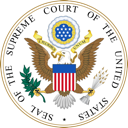 SEAL OF THE SUPREME COURT OF THE UNITED STATES